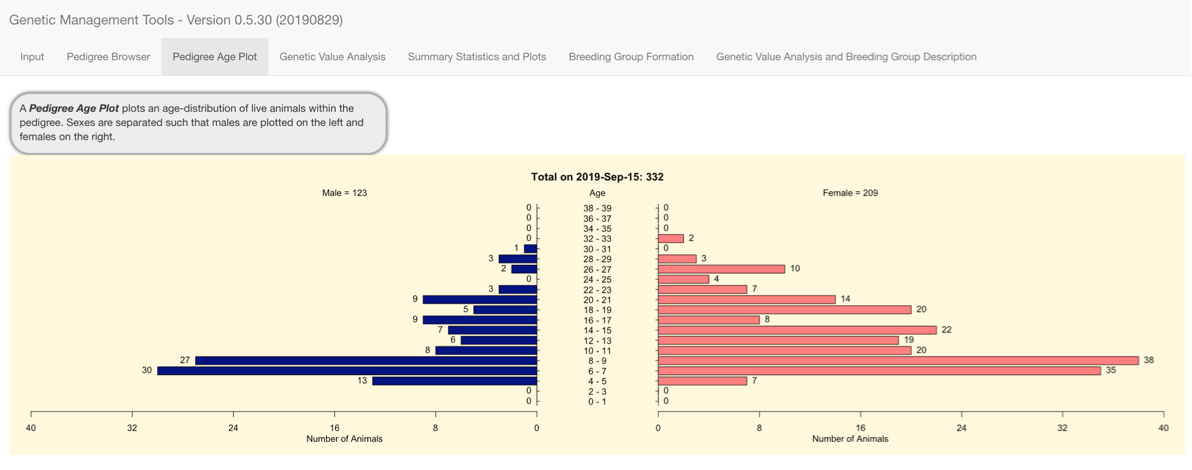 Genetic Management Tools - Version 0.5.30 (20190829)
Input Pedigree Browser Pedigree Age Plot Genetic Value Analysis Summary Statistics and Plots Breeding Group Formation Genetic Value Analysis and Breeding Group Description
A Pedigree Age Plot plots an age-distribution of live animals within the
pedigree. Sexes are separated such that males are plotted on the left and
females on the right.
Total on 2019-Sep-15: 332
Male = 123 Age Female = 209
0 38 - 39 0
0 36 - 37 0
0 34 - 35 0
0 32 - 33 2
1 30 - 31 0
3 28 - 29 3
2 26 - 27 10
0 24 - 25 4
3 22 - 23 7
9 20 - 21 14
5 18 - 19 20
9 16 - 17 8
7 14 - 15 22
6 12 - 13 19
8 10 - 11 20
27 8 - 9 38
30 6 - 7 35
13 4 - 5 7
0 2 - 3 0
0 0 - 1 0
40 32 24 16 8 0 0 8 16 24 32 40
Number of Animals Number of Animals